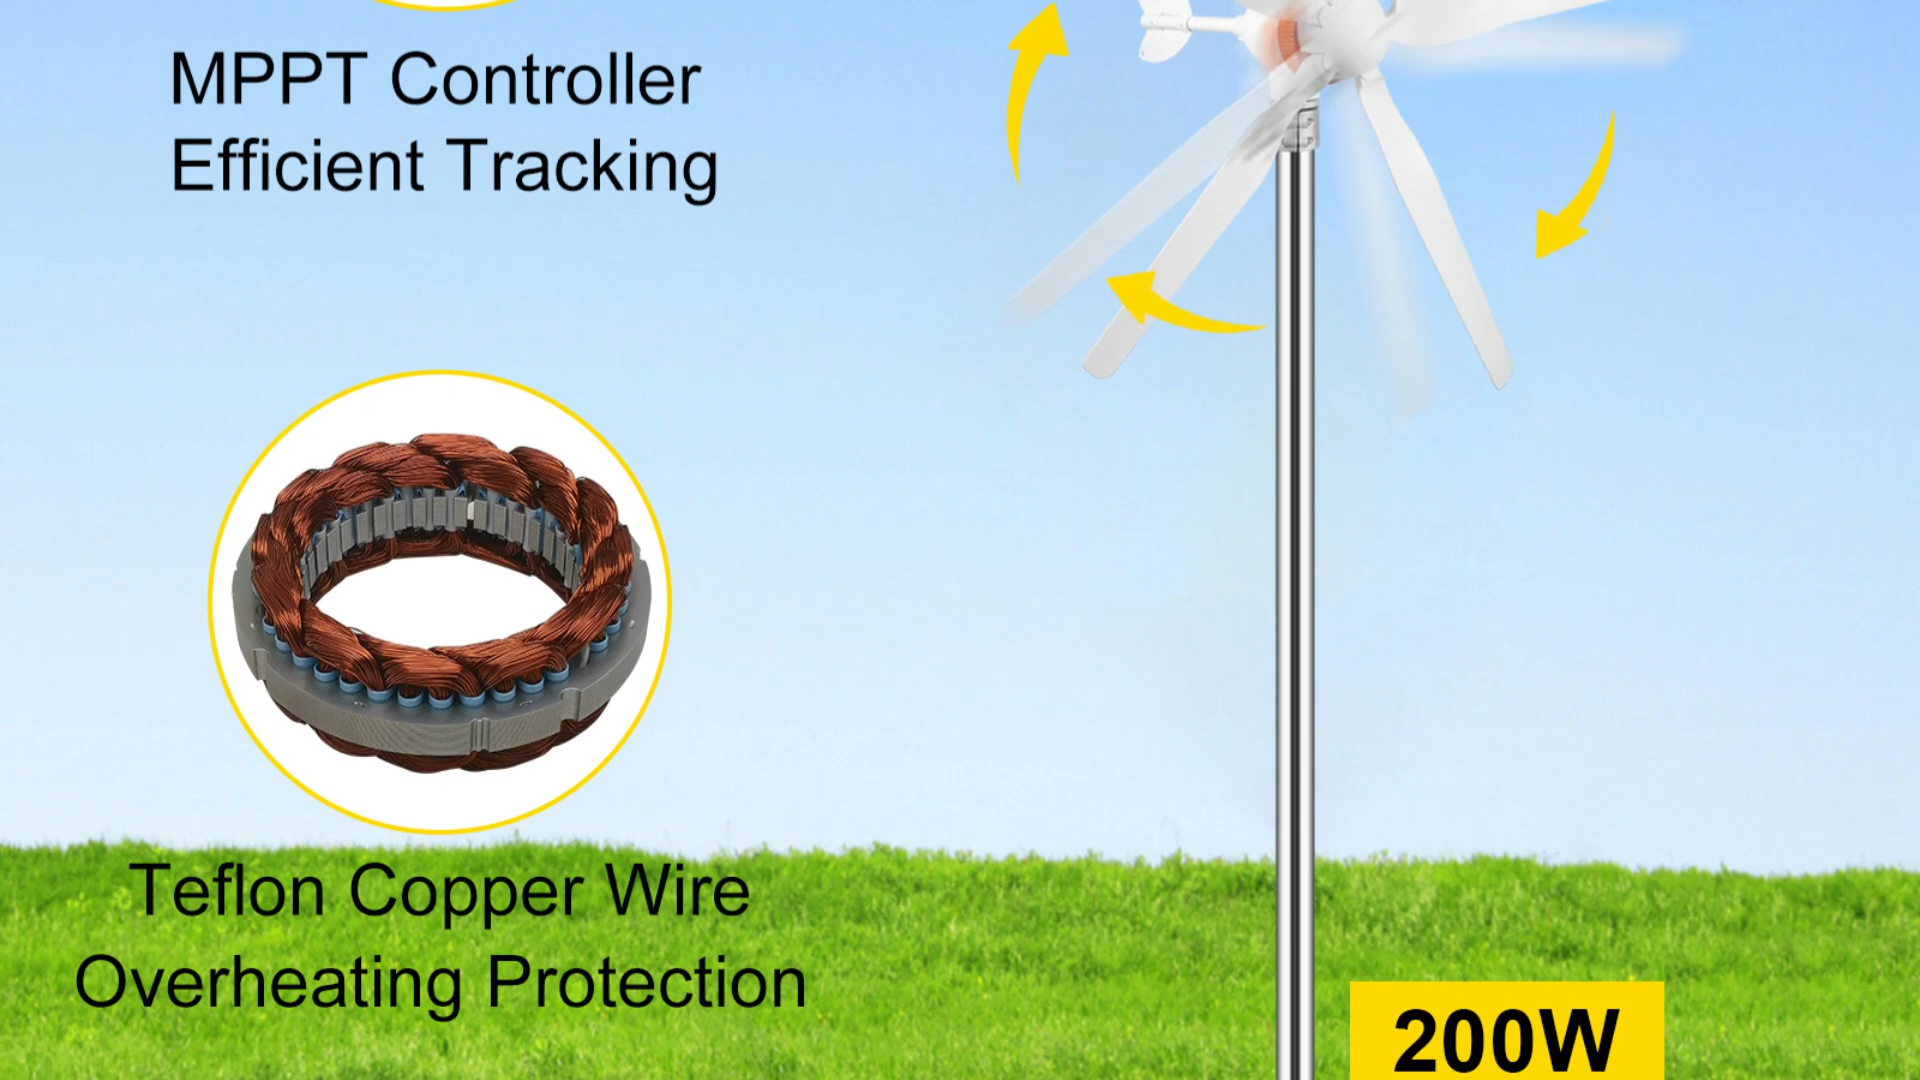 MPPT Controller
Efficient Tracking
Teflon Copper Wire
Overheating Protection
200W